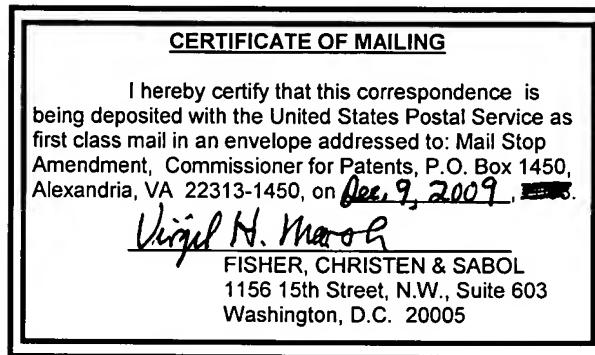 CERTIFICATE OF MAILING
I hereby certify that this correspondence is
being deposited with the United States Postal Service as
first class mail in an envelope addressed to: Mail Stop
Amendment, Commissioner for Patents, P.O. Box 1450,
Alexandria, VA 22313-1450, on Dec. 9, 2009, .
Virgil H. Marsh
FISHER, CHRISTEN & SABOL
1156 15th Street, N.W., Suite 603
Washington, D.C. 20005